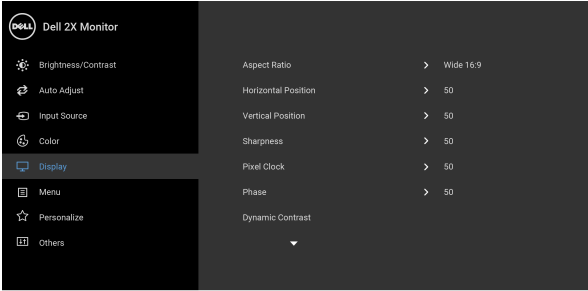 DELL Dell 2X Monitor
Brightness/Contrast
Auto Adjust
Input Source
Color
Display
Menu
Personalize
Others
Aspect Ratio Wide 16:9
Horizontal Position 50
Vertical Position 50
Sharpness 50
Pixel Clock 50
Phase 50
Dynamic Contrast